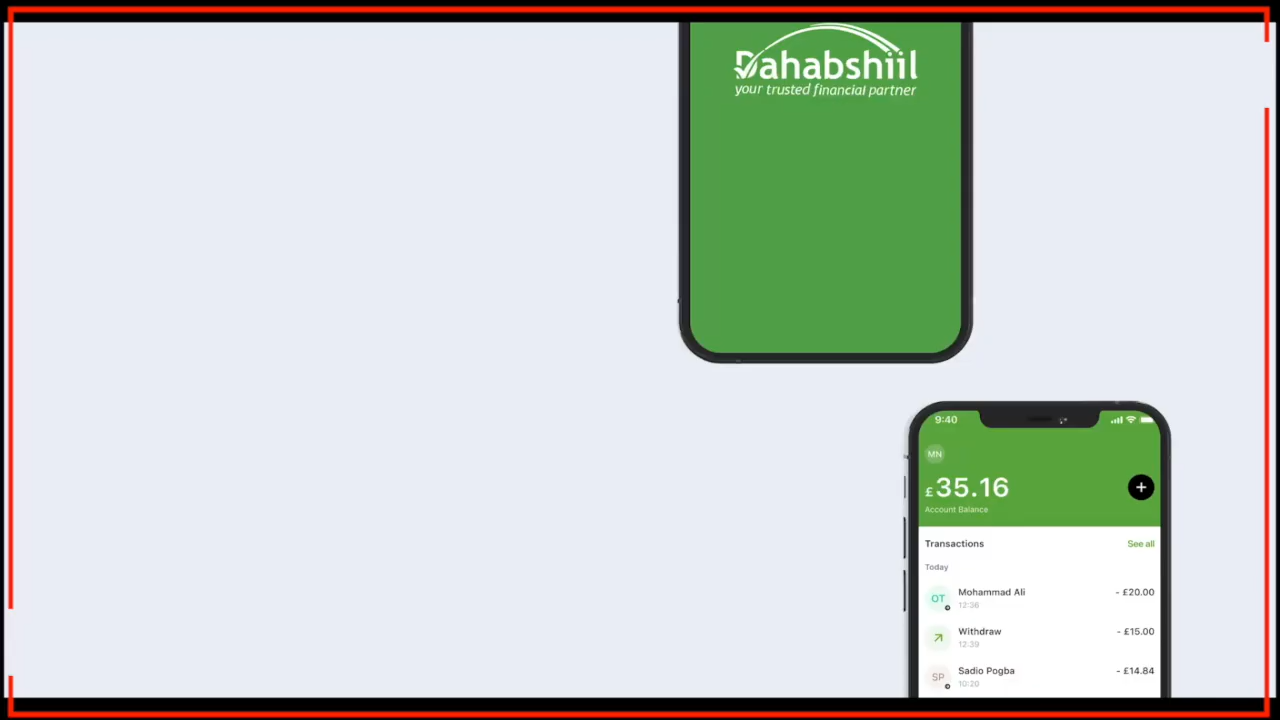 Dahabshiil
your trusted financial partner
9:40
MN
£35.16
Account Balance
Transactions See all
Today
OT Mohammad Ali - £20.00
12:36
Withdraw - £15.00
12:39
SP Sadio Pogba - £14.84
10:20